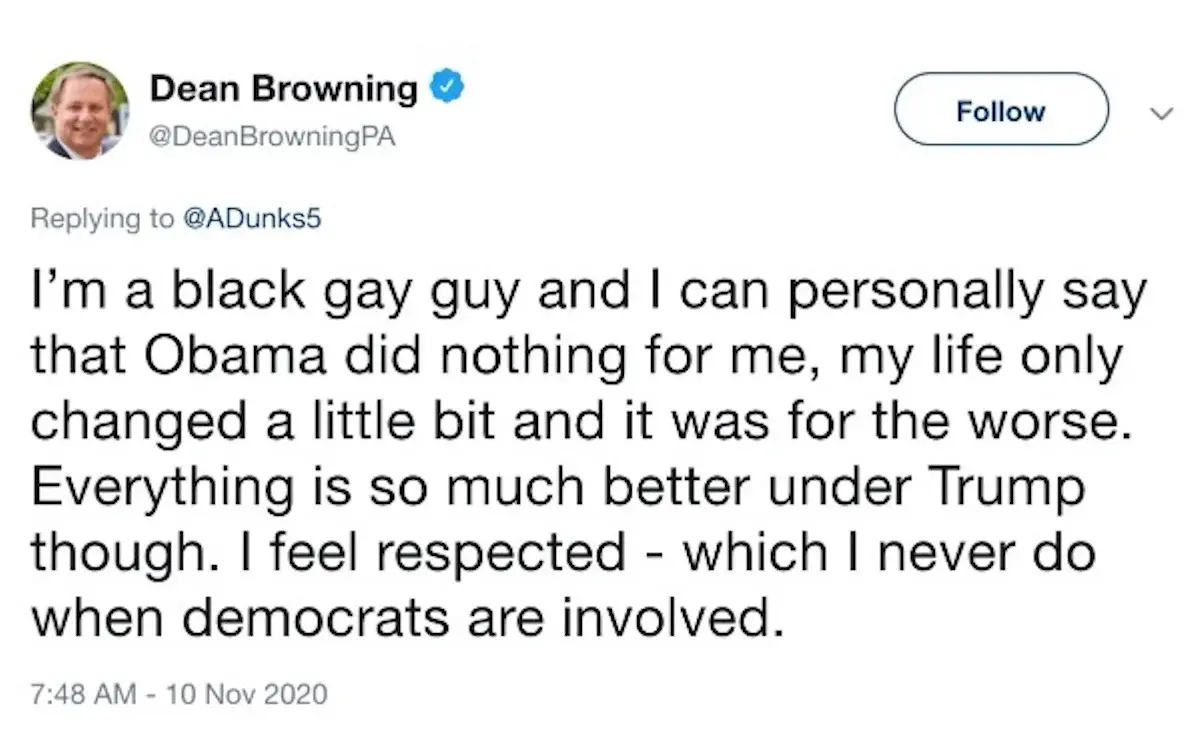 Dean Browning
Follow
@DeanBrowningPA
Replying to @ADunks5
I’m a black gay guy and I can personally say
that Obama did nothing for me, my life only
changed a little bit and it was for the worse.
Everything is so much better under Trump
though. I feel respected - which I never do
when democrats are involved.
7:48 AM - 10 Nov 2020